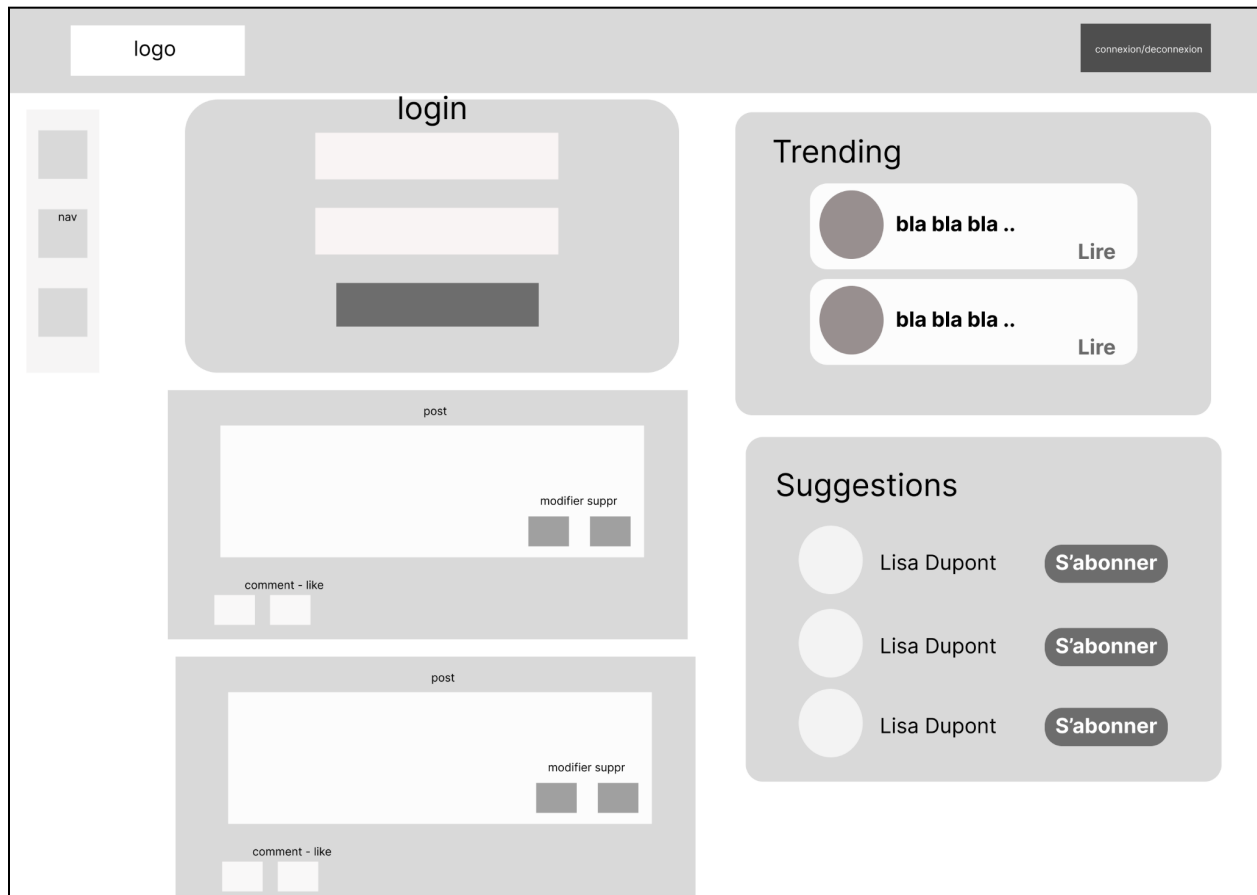 logo
connexion/deconnexion
nav
login
post
modifier suppr
comment - like
post
modifier suppr
comment - like
Trending
bla bla bla ..
Lire
bla bla bla ..
Lire
Suggestions
Lisa Dupont S'abonner
Lisa Dupont S'abonner
Lisa Dupont S'abonner